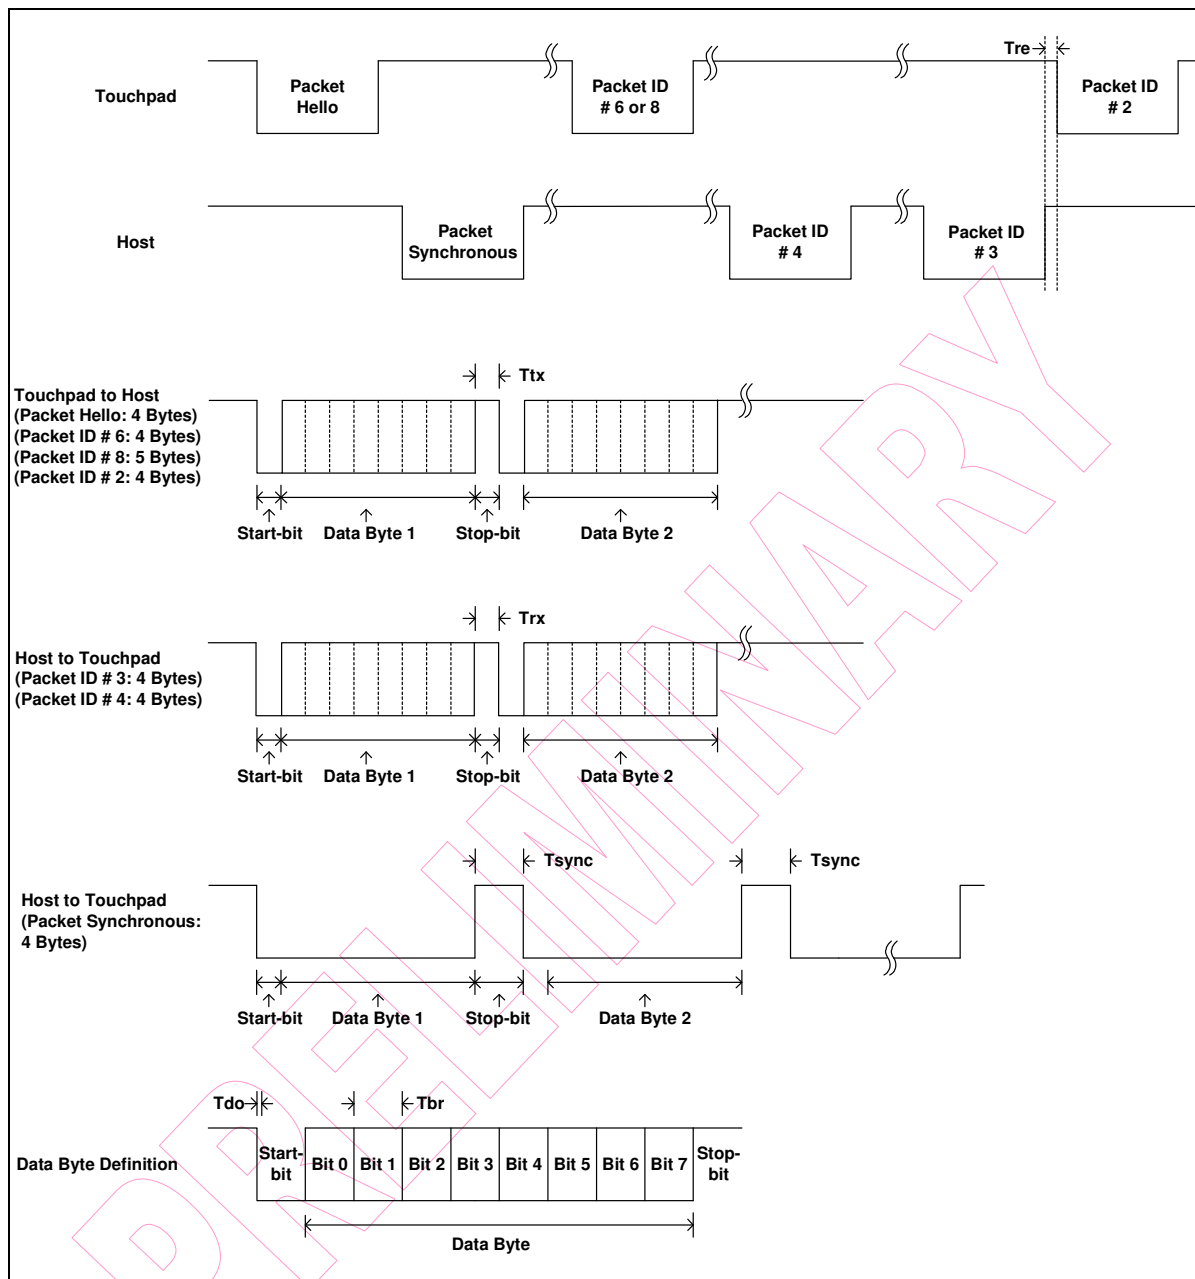 Tre
Touchpad
Packet
Hello
Packet ID
# 6 or 8
Packet ID
# 2
Host
Packet
Synchronous
Packet ID
# 4
Packet ID
# 3
Touchpad to Host
(Packet Hello: 4 Bytes)
(Packet ID # 6: 4 Bytes)
(Packet ID # 8: 5 Bytes)
(Packet ID # 2: 4 Bytes)
Ttx
Start-bit
Data Byte 1
Stop-bit
Data Byte 2
Host to Touchpad
(Packet ID # 3: 4 Bytes)
(Packet ID # 4: 4 Bytes)
Trx
Start-bit
Data Byte 1
Stop-bit
Data Byte 2
Host to Touchpad
(Packet Synchronous:
4 Bytes)
Tsync
Tsync
Start-bit
Data Byte 1
Stop-bit
Data Byte 2
Tdo
Tbr
Data Byte Definition
Start-
bit
Bit 0
Bit 1
Bit 2
Bit 3
Bit 4
Bit 5
Bit 6
Bit 7
Stop-
bit
Data Byte
PRELIMINARY